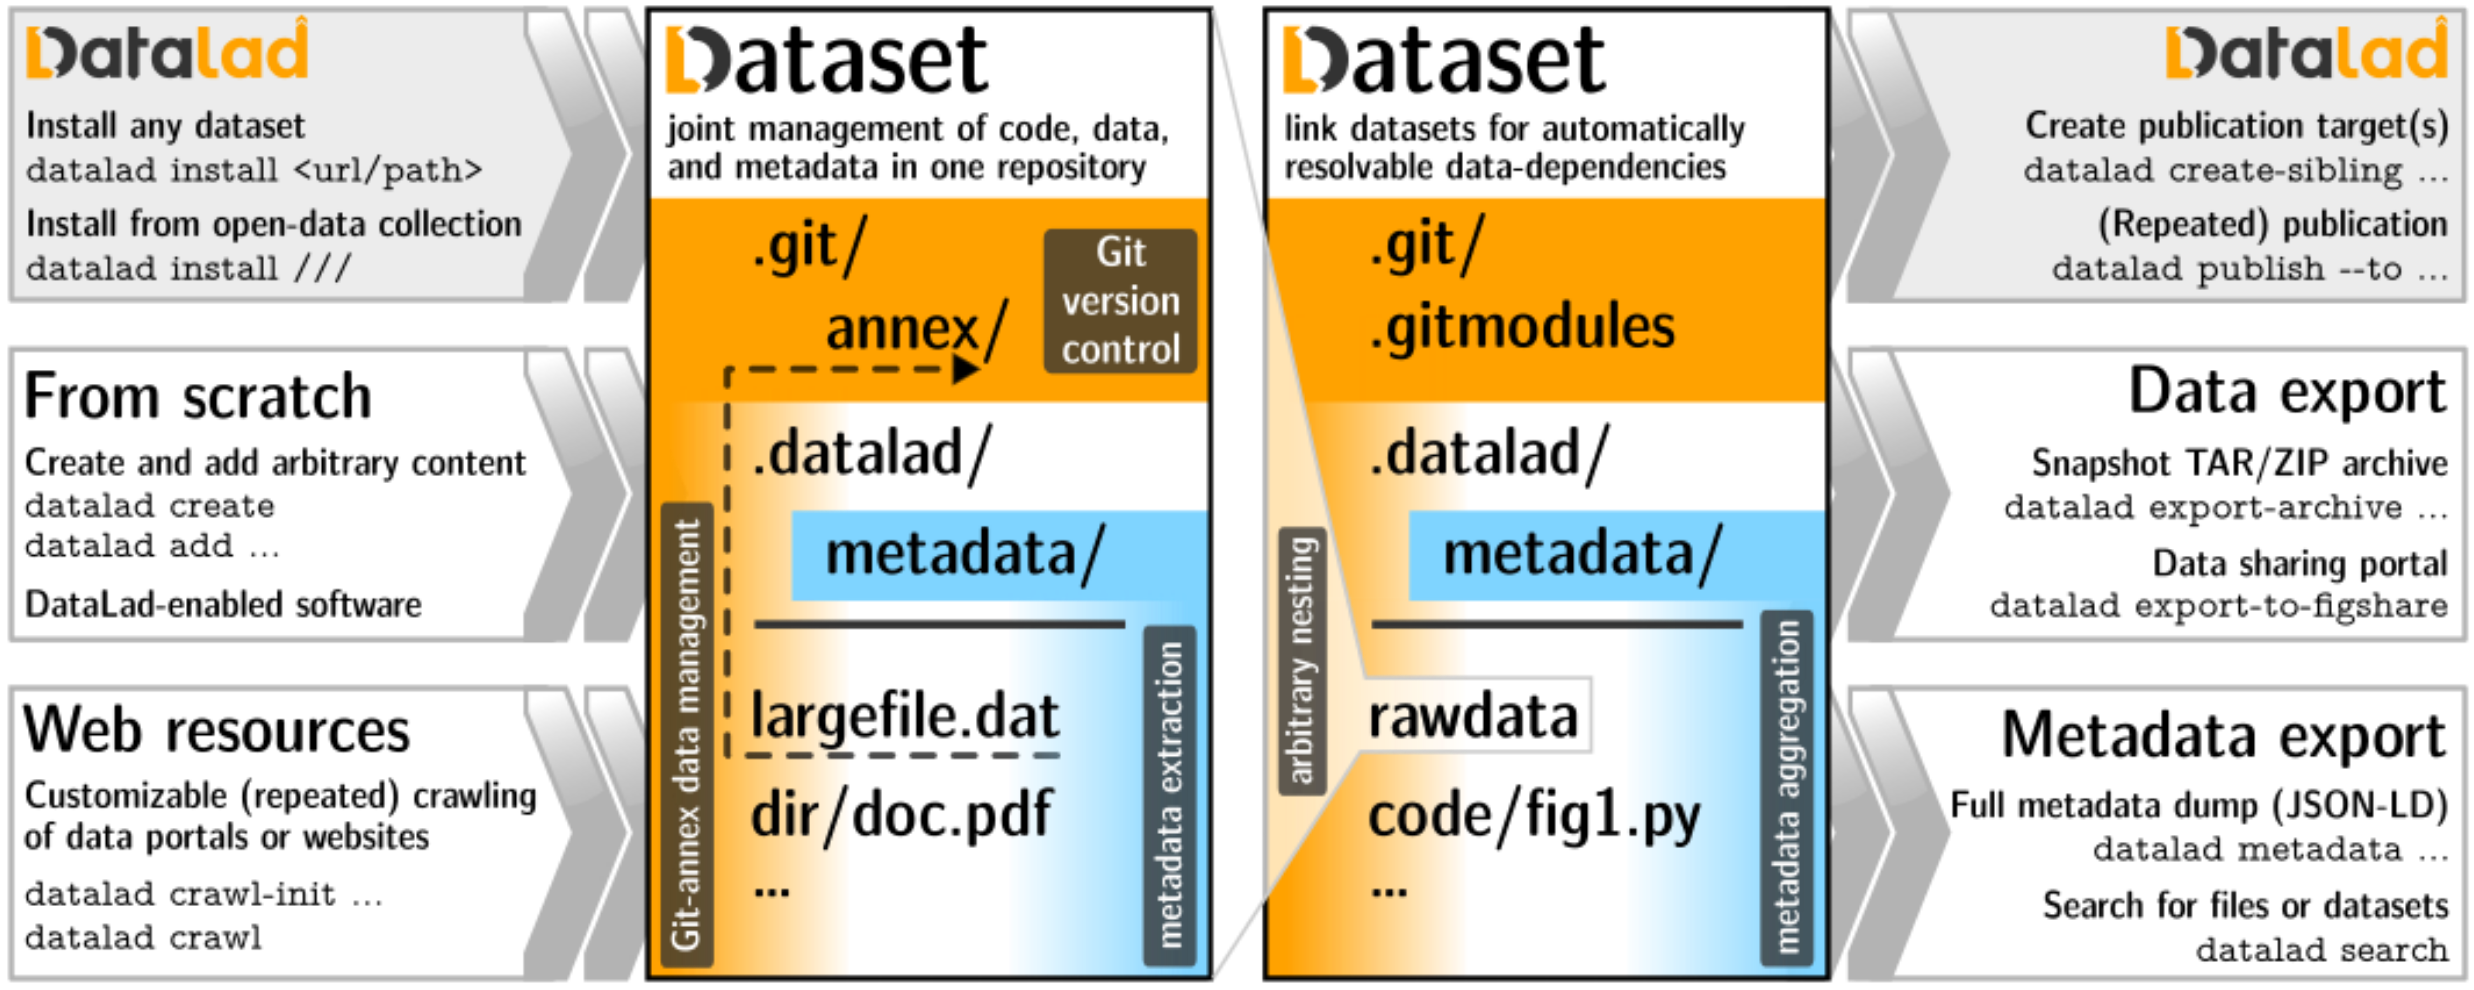 Datalad
Install any dataset
datalad install <url/path>
Install from open-data collection
datalad install ///
From scratch
Create and add arbitrary content
datalad create
datalad add ...
DataLad-enabled software
Web resources
Customizable (repeated) crawling
of data portals or websites
datalad crawl-init ...
datalad crawl
Dataset
joint management of code, data,
and metadata in one repository
.git/
annex/
Git
version
control
.datalad/
metadata/
Git-annex data management
largefile.dat
dir/doc.pdf
...
metadata extraction
Dataset
link datasets for automatically
resolvable data-dependencies
.git/
.gitmodules
.datalad/
metadata/
arbitrary nesting
rawdata
code/fig1.py
...
metadata aggregation
Datalad
Create publication target(s)
datalad create-sibling ...
(Repeated) publication
datalad publish --to ...
Data export
Snapshot TAR/ZIP archive
datalad export-archive ...
Data sharing portal
datalad export-to-figshare
Metadata export
Full metadata dump (JSON-LD)
datalad metadata ...
Search for files or datasets
datalad search